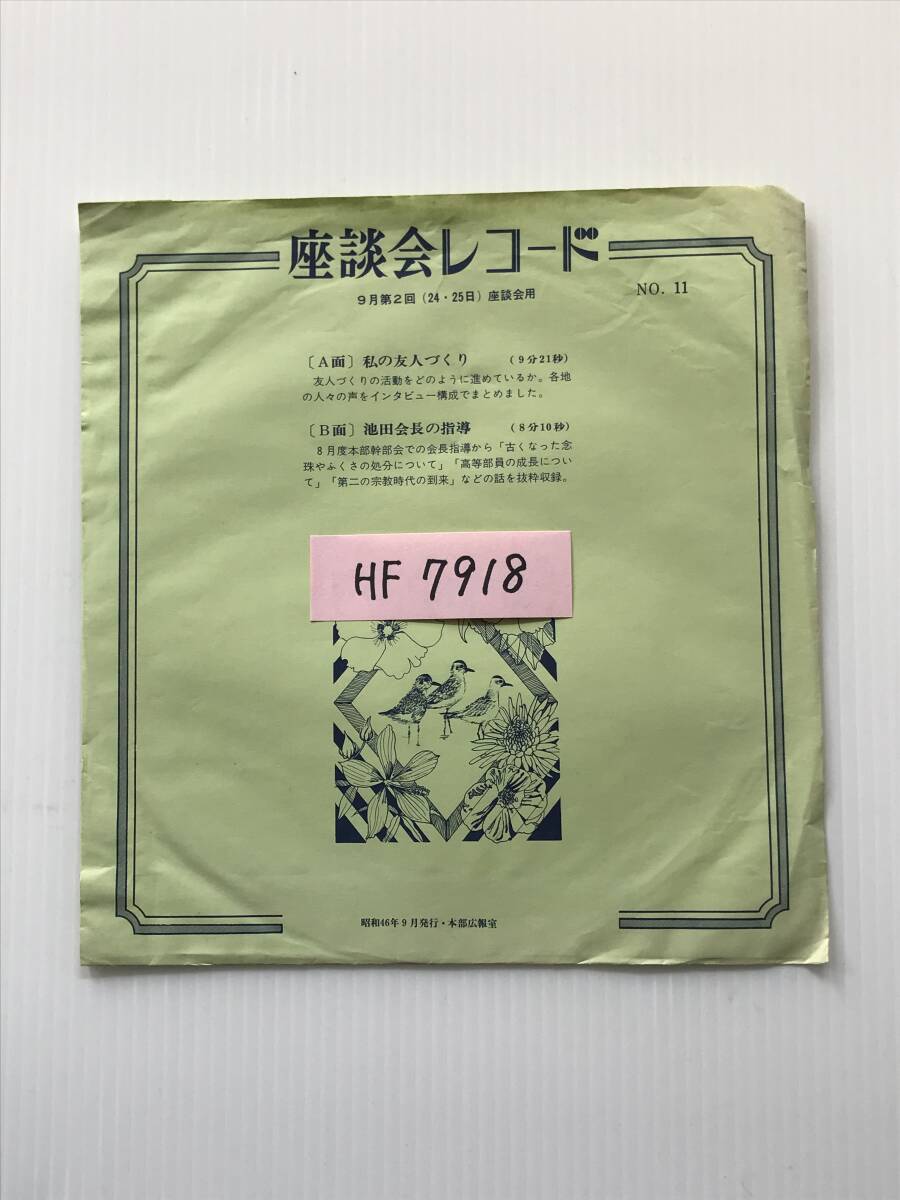 座談会レコード
9月第2回(24・25日)座談会用
NO. 11
〔A面〕私の友人づくり (9分21秒)
友人づくりの活動をどのように進めているか。各地
の人々の声をインタビュー構成でまとめました。
〔B面〕池田会長の指導 (8分10秒)
8月度本部幹部会での会長指導から「古くなった念
珠やふくさの処分について」「高等部員の成長につい
て」「第二の宗教時代の到来」などの話を抜粋収録。
HF 7918
昭和46年9月発行・本部広報室